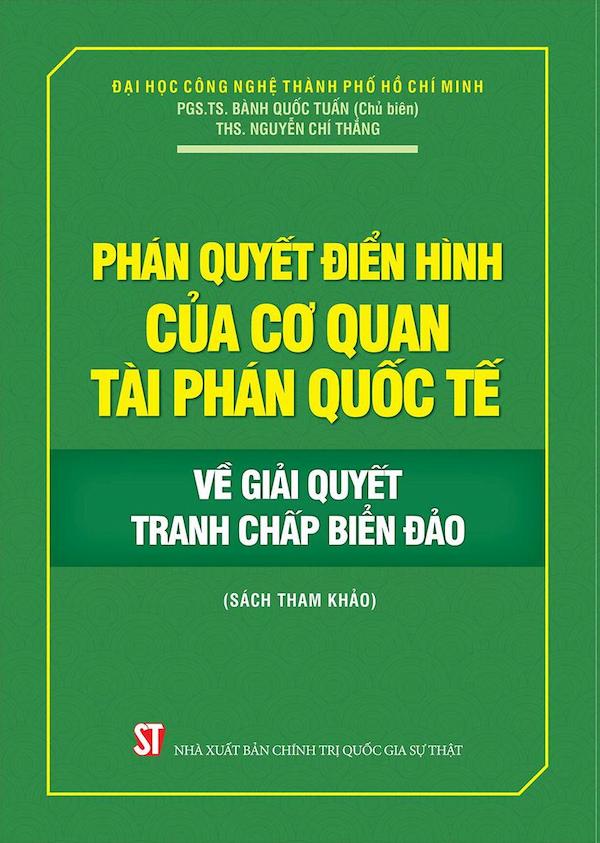 ĐẠI HỌC CÔNG NGHỆ THÀNH PHỐ HỒ CHÍ MINH
PGS.TS. BÀNH QUỐC TUẤN (Chủ biên)
THS. NGUYỄN CHÍ THẮNG
PHÁN QUYẾT ĐIỂN HÌNH
CỦA CƠ QUAN
TÀI PHÁN QUỐC TẾ
VỀ GIẢI QUYẾT
TRANH CHẤP BIỂN ĐẢO
(SÁCH THAM KHẢO)
ST
NHÀ XUẤT BẢN CHÍNH TRỊ QUỐC GIA SỰ THẬT